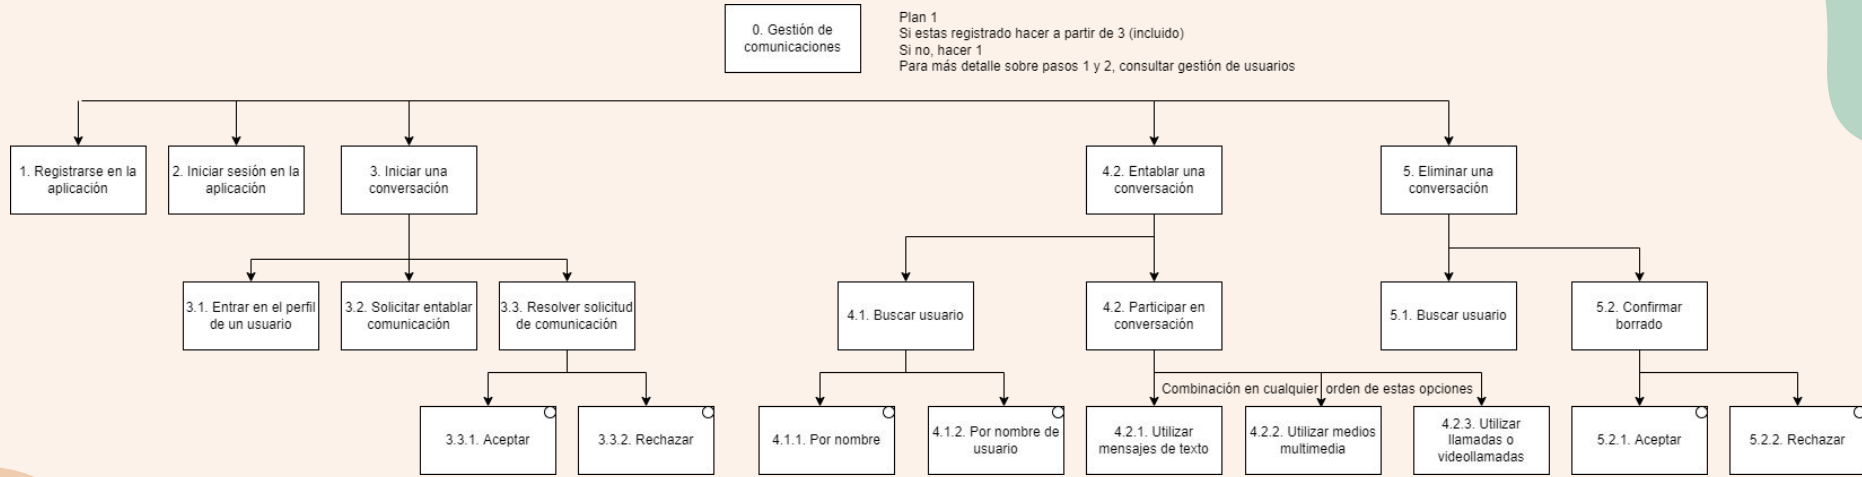 0. Gestión de
comunicaciones
Plan 1
Si estas registrado hacer a partir de 3 (incluido)
Si no, hacer 1
Para más detalle sobre pasos 1 y 2, consultar gestión de usuarios
1. Registrarse en la
aplicación
2. Iniciar sesión en la
aplicación
3. Iniciar una
conversación
4.2. Entablar una
conversación
5. Eliminar una
conversación
3.1. Entrar en el perfil
de un usuario
3.2. Solicitar entablar
comunicación
3.3. Resolver solicitud
de comunicación
4.1. Buscar usuario
4.2. Participar en
conversación
5.1. Buscar usuario
5.2. Confirmar
borrado
Combinación en cualquier orden de estas opciones
3.3.1. Aceptar
3.3.2. Rechazar
4.1.1. Por nombre
4.1.2. Por nombre de
usuario
4.2.1. Utilizar
mensajes de texto
4.2.2. Utilizar medios
multimedia
4.2.3. Utilizar
llamadas o
videollamadas
5.2.1. Aceptar
5.2.2. Rechazar